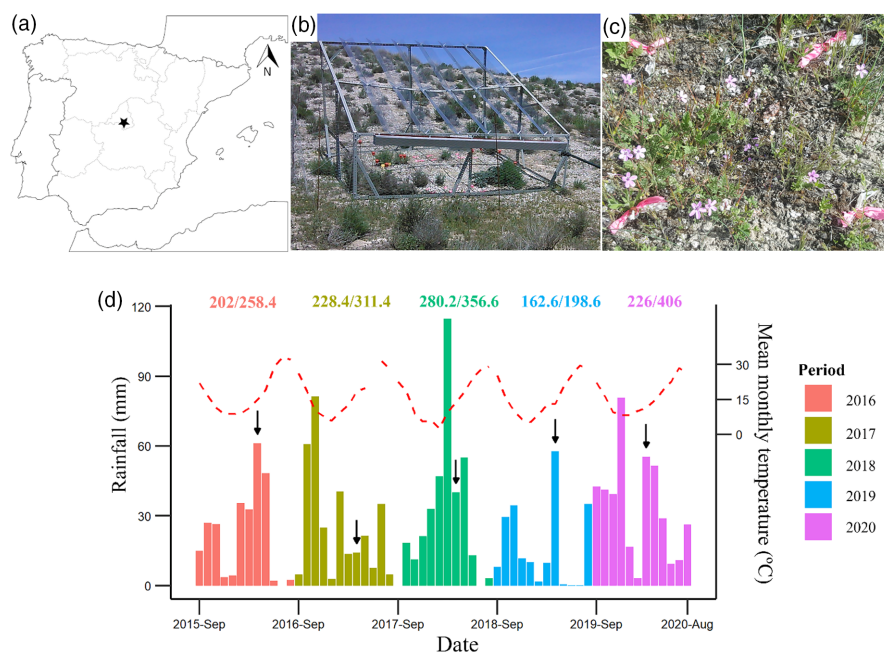 (a)
N
(b)
(c)
(d)
202/258.4
228.4/311.4
280.2/356.6
162.6/198.6
226/406
120
90
60
30
0
Rainfall (mm)
30
15
0
Mean monthly temperature (ºC)
2015-Sep
2016-Sep
2017-Sep
2018-Sep
2019-Sep
2020-Aug
Date
Period
2016
2017
2018
2019
2020